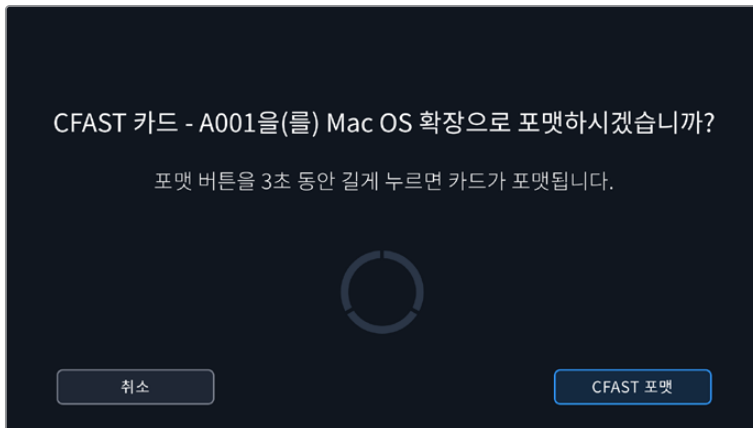 CFAST 카드 - A001을(를) Mac OS 확장으로 포맷하시겠습니까?
포맷 버튼을 3초 동안 길게 누르면 카드가 포맷됩니다.
취소
CFAST 포맷